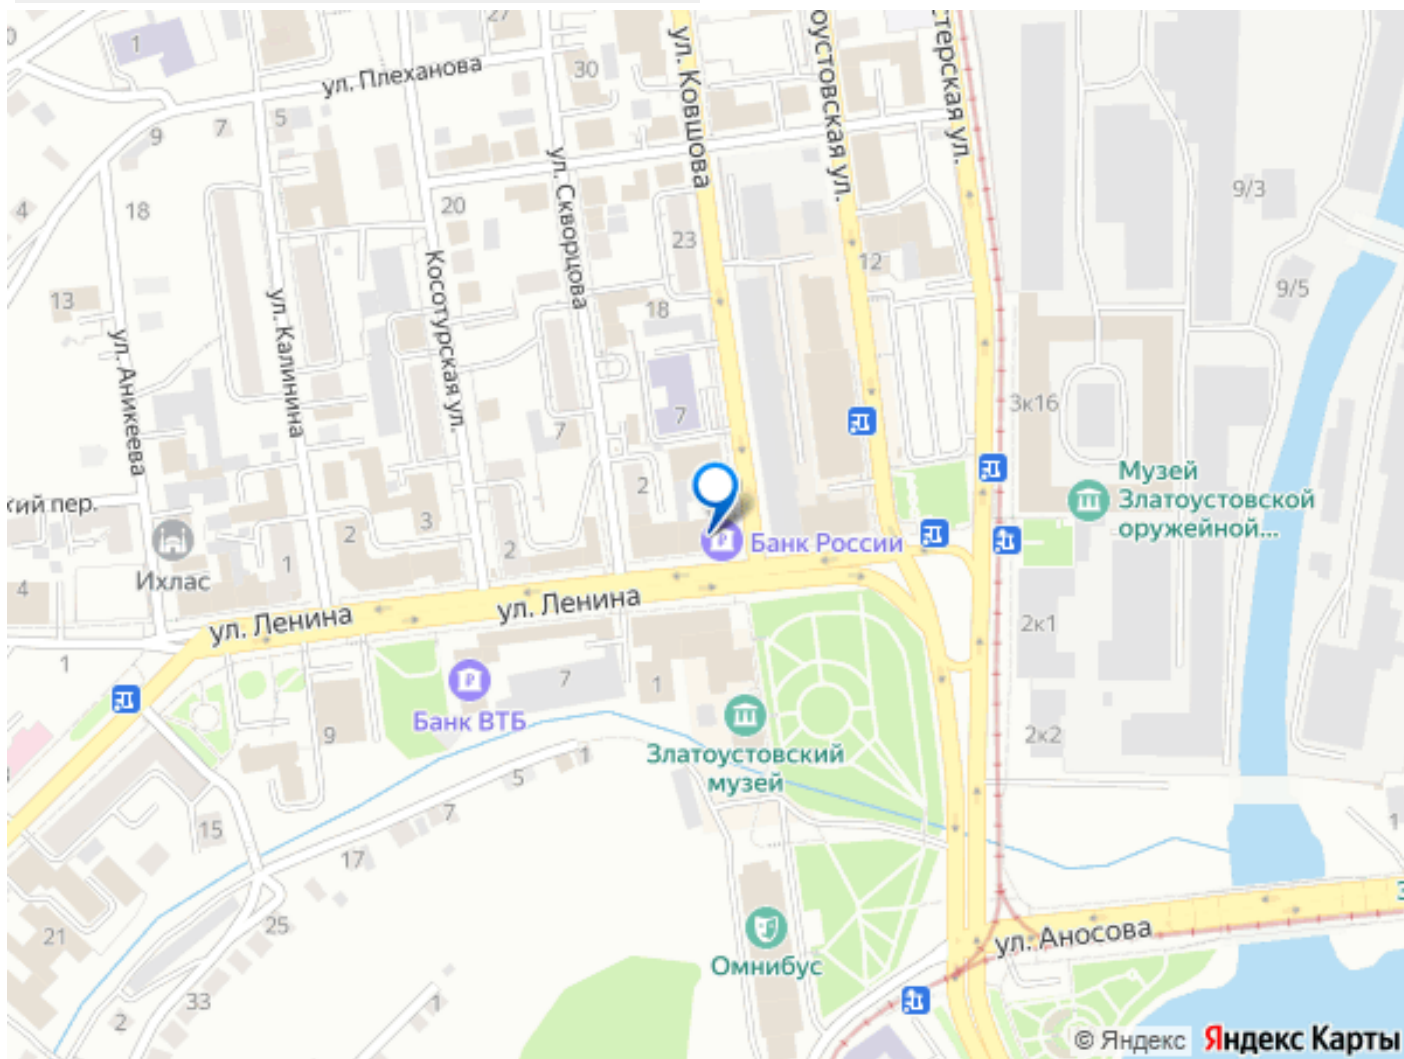 27
1
30
ул. Плеханова
ул. Ковшова
оустовская ул.
стерская ул.
5
7
9
4
18
20
ул. Скворцова
23
12
9/3
9/5
13
18
ул. Аникеева
ул. Калинина
Косотурская ул.
7
7
3к16
Музей
Златоустовской
оружейной...
кий пер.
2
3
2
2
1
4
Ихлас
Банк России
ул. Ленина
ул. Ленина
2к1
1
7
1
Банк ВТБ
9
2к2
Златоустовский
музей
1
5
7
15
17
1
25
21
ул. Аносова
Омнибус
33
2
1
© Яндекс
Яндекс Карты